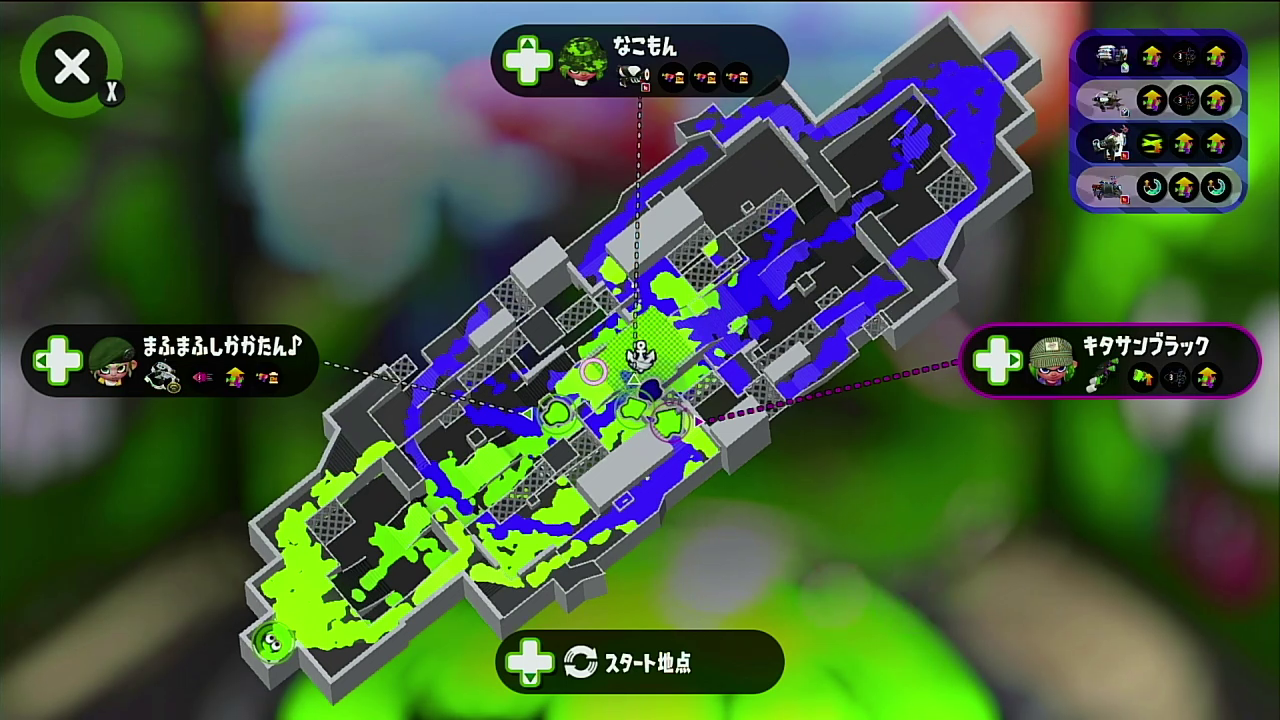 X
なこもん
まふまふしかかたん♪
キタサンブラック
スタート地点